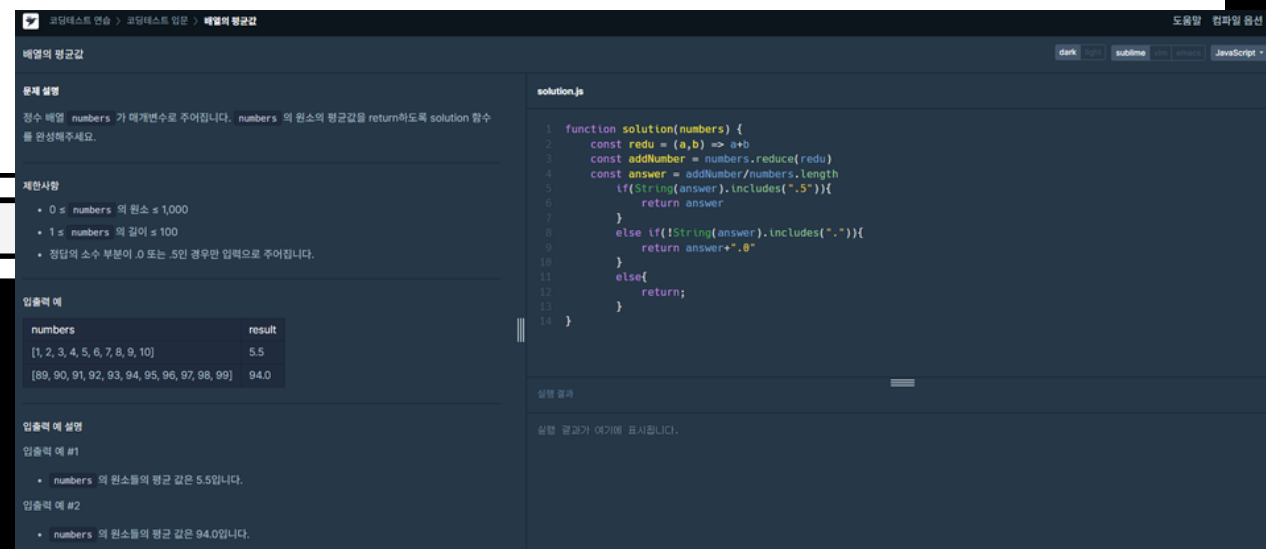 코딩테스트 연습 > 코딩테스트 입문 > 배열의 평균값
도움말 컴파일 옵션
배열의 평균값
dark light sublime vim emacs JavaScript
문제 설명
정수 배열 numbers 가 매개변수로 주어집니다. numbers 의 원소의 평균값을 return하도록 solution 함수
를 완성해주세요.
제한사항
• 0 ≤ numbers 의 원소 ≤ 1,000
• 1 ≤ numbers 의 길이 ≤ 100
• 정답의 소수 부분이 .0 또는 .5인 경우만 입력으로 주어집니다.
입출력 예
numbers result
[1, 2, 3, 4, 5, 6, 7, 8, 9, 10] 5.5
[89, 90, 91, 92, 93, 94, 95, 96, 97, 98, 99] 94.0
입출력 예 설명
입출력 예 #1
• numbers 의 원소들의 평균 값은 5.5입니다.
입출력 예 #2
• numbers 의 원소들의 평균 값은 94.0입니다.
solution.js
1 function solution(numbers) {
2 const redu = (a,b) => a+b
3 const addNumber = numbers.reduce(redu)
4 const answer = addNumber/numbers.length
5 if(String(answer).includes(".5")){
6 return answer
7 }
8 else if(!String(answer).includes(".")){
9 return answer+".0"
10 }
11 else{
12 return;
13 }
14 }
실행 결과
실행 결과가 여기에 표시됩니다.